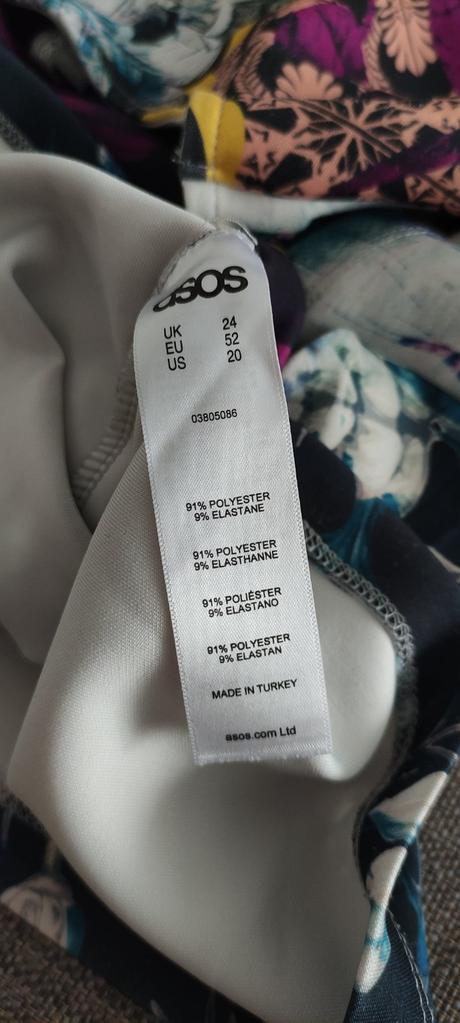 asos
UK 24
EU 52
US 20
03805086
91% POLYESTER
9% ELASTANE
91% POLYESTER
9% ELASTHANNE
91% POLIÉSTER
9% ELASTANO
91% POLYESTER
9% ELASTAN
MADE IN TURKEY
asos.com Ltd